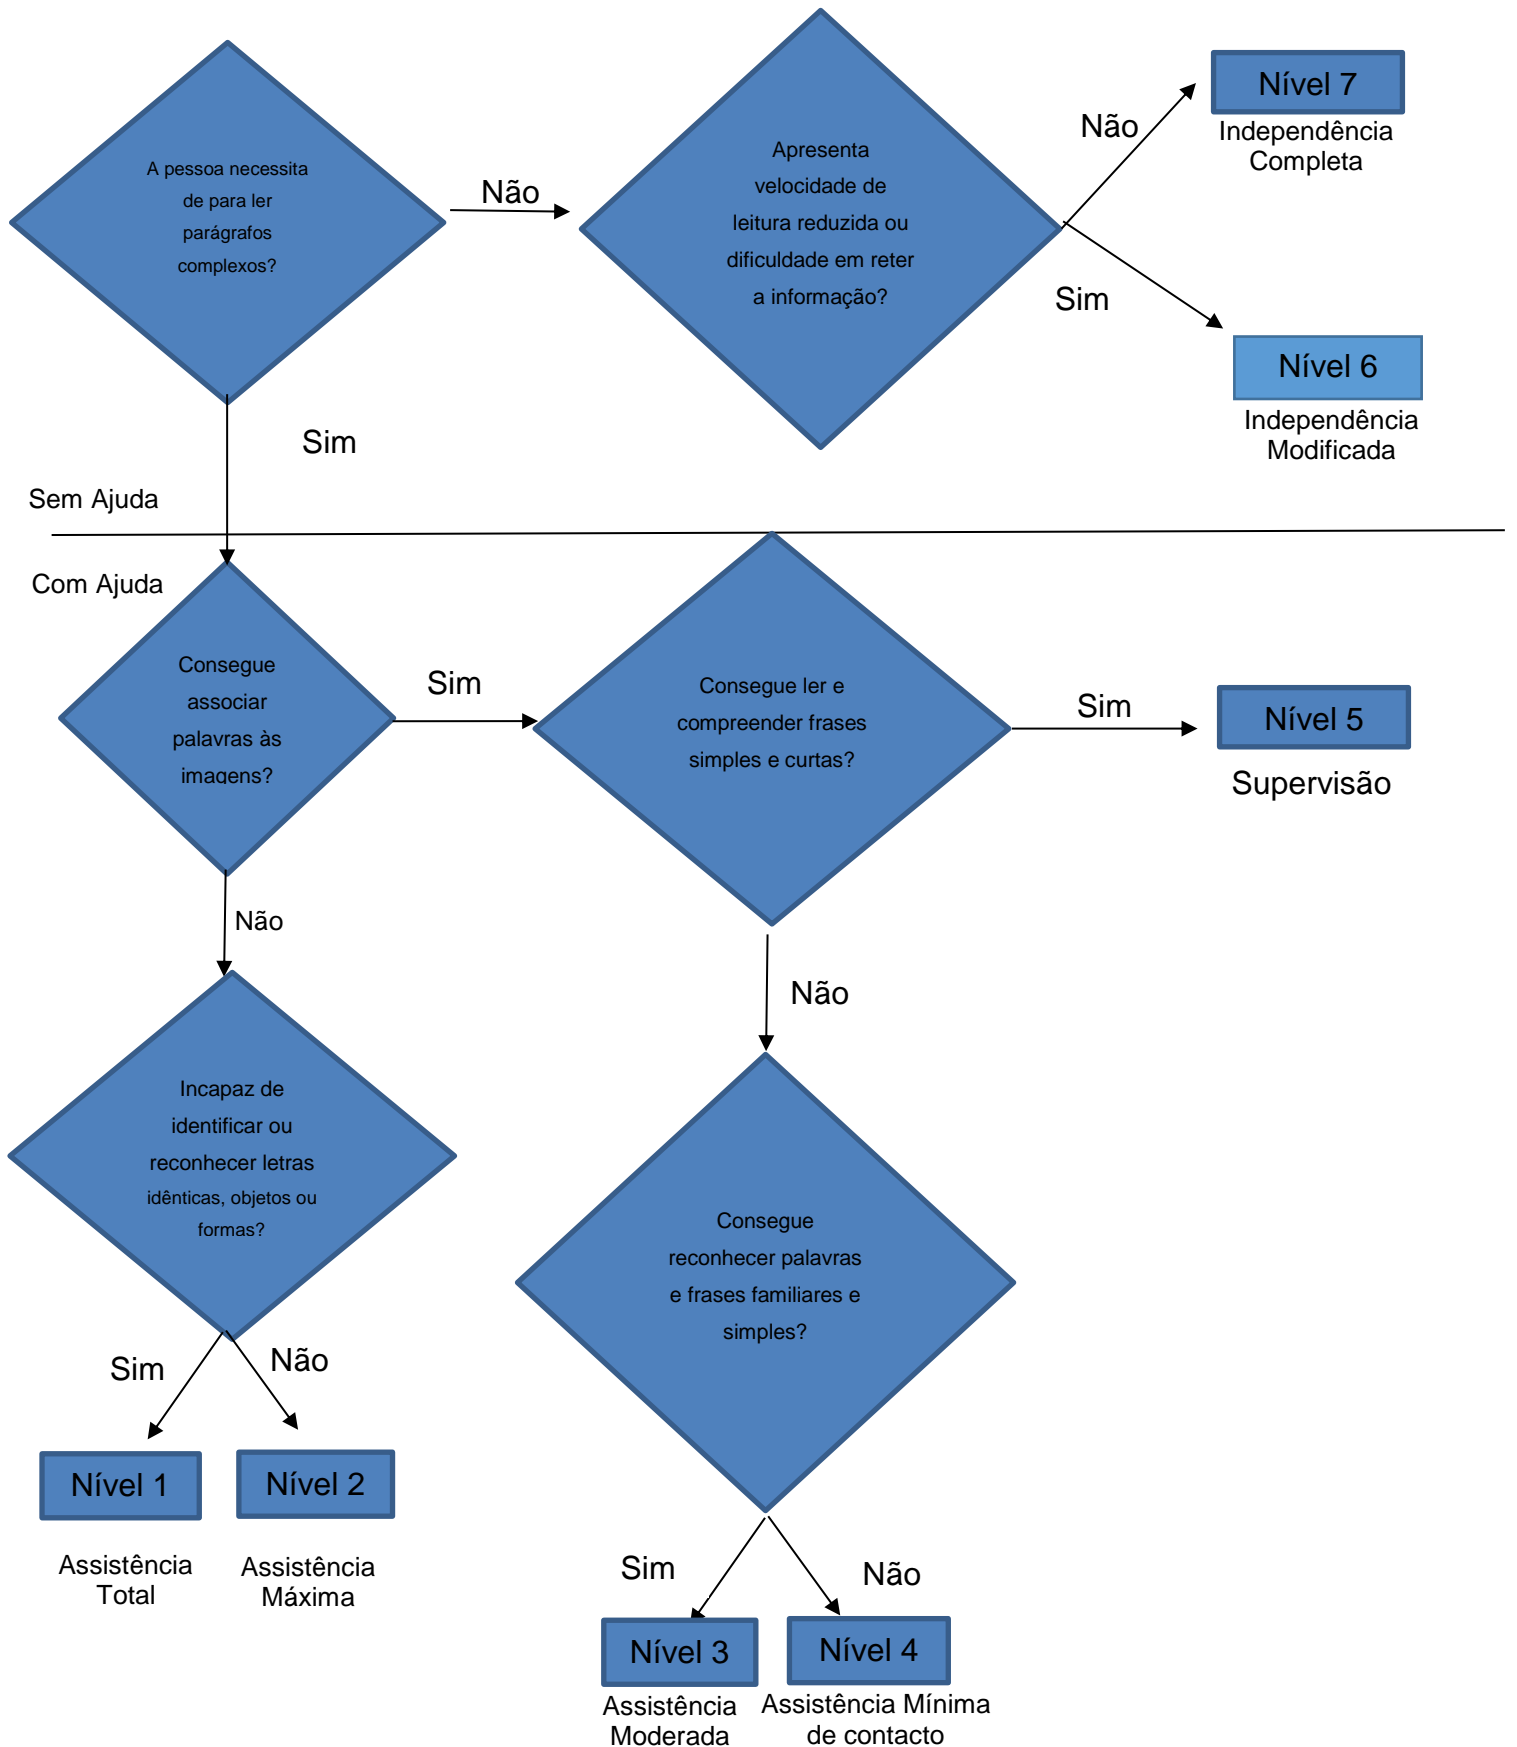 A pessoa necessita
de para ler
parágrafos
complexos?
Não
Apresenta
velocidade de
leitura reduzida ou
dificuldade em reter
a informação?
Não
Nível 7
Independência
Completa
Sim
Nível 6
Independência
Modificada
Sim
Sem Ajuda
Com Ajuda
Consegue
associar
palavras às
imagens?
Sim
Consegue ler e
compreender frases
simples e curtas?
Sim
Nível 5
Supervisão
Não
Não
Incapaz de
identificar ou
reconhecer letras
idênticas, objetos ou
formas?
Consegue
reconhecer palavras
e frases familiares e
simples?
Sim
Não
Nível 1
Assistência
Total
Nível 2
Assistência
Máxima
Sim
Não
Nível 3
Assistência
Moderada
Nível 4
Assistência Mínima
de contacto